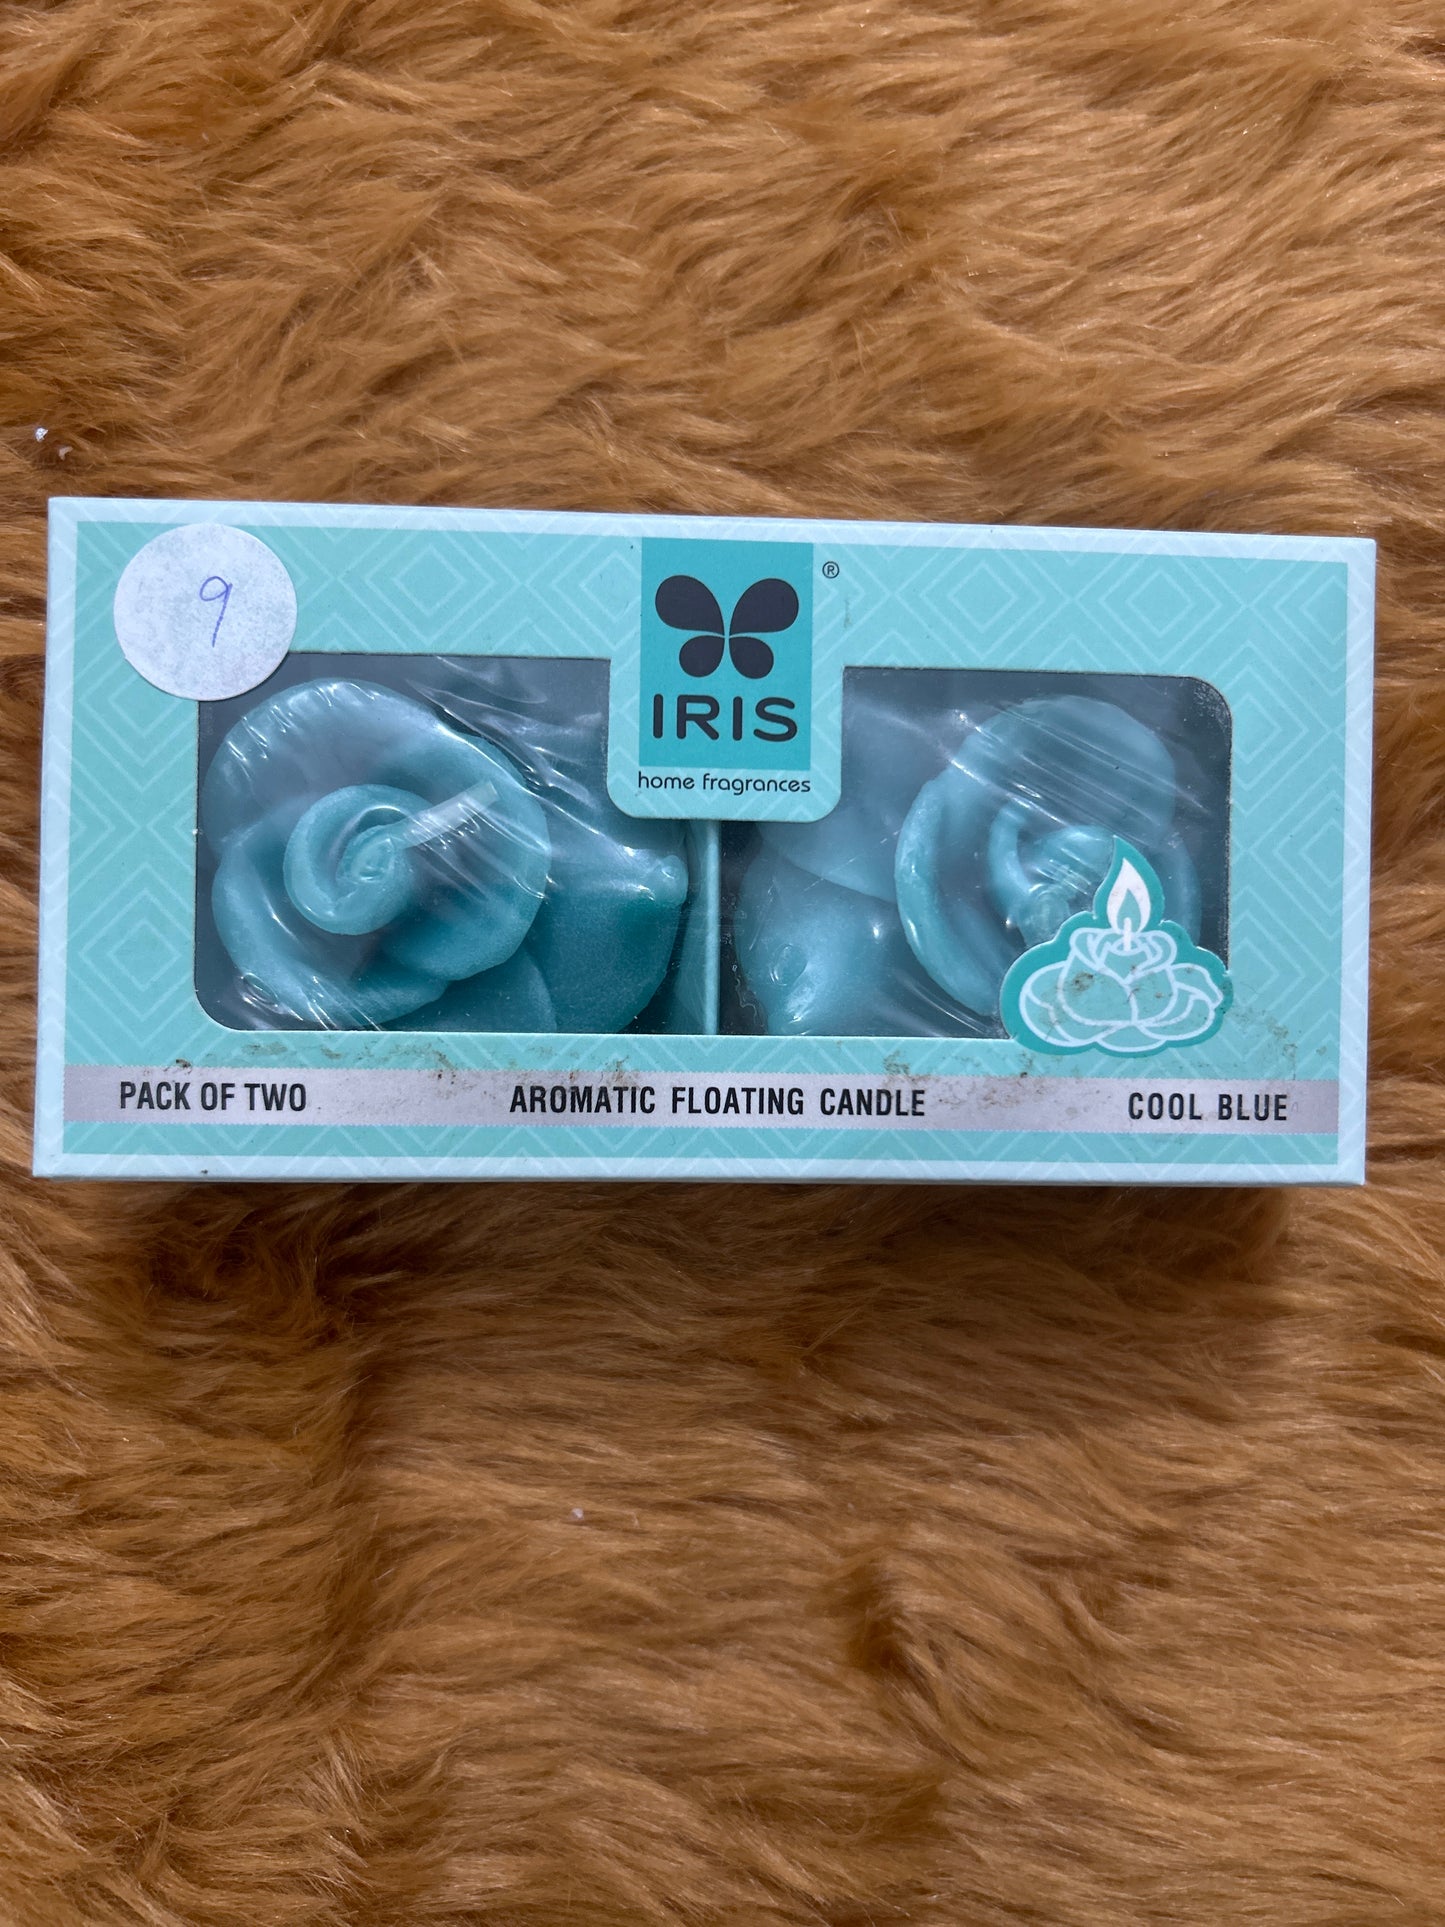 9
®
IRIS
home fragrances
PACK OF TWO
AROMATIC FLOATING CANDLE
COOL BLUE